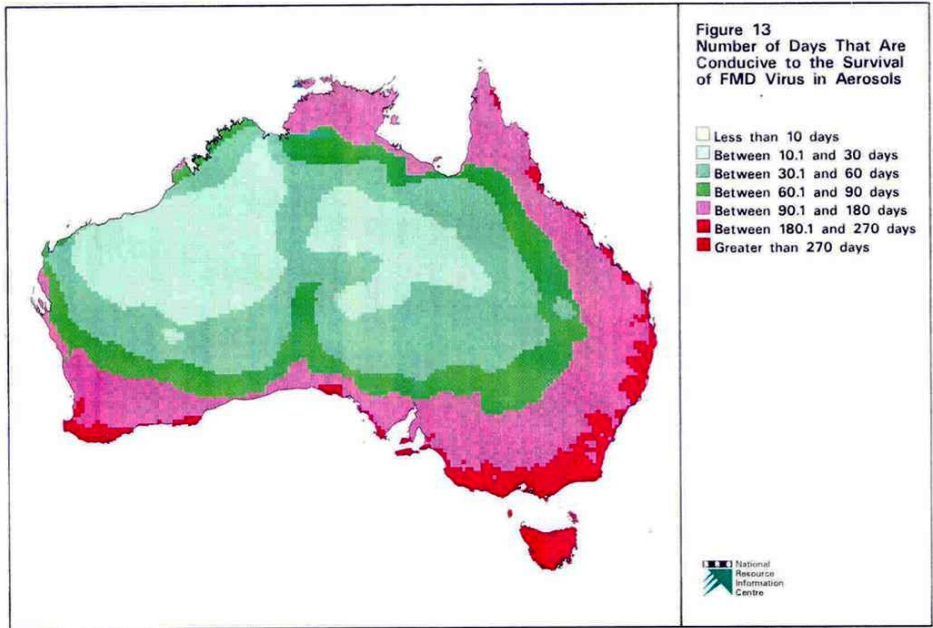 Figure 13
Number of Days That Are
Conducive to the Survival
of FMD Virus in Aerosols
Less than 10 days
Between 10.1 and 30 days
Between 30.1 and 60 days
Between 60.1 and 90 days
Between 90.1 and 180 days
Between 180.1 and 270 days
Greater than 270 days
National
Resource
Information
Centre